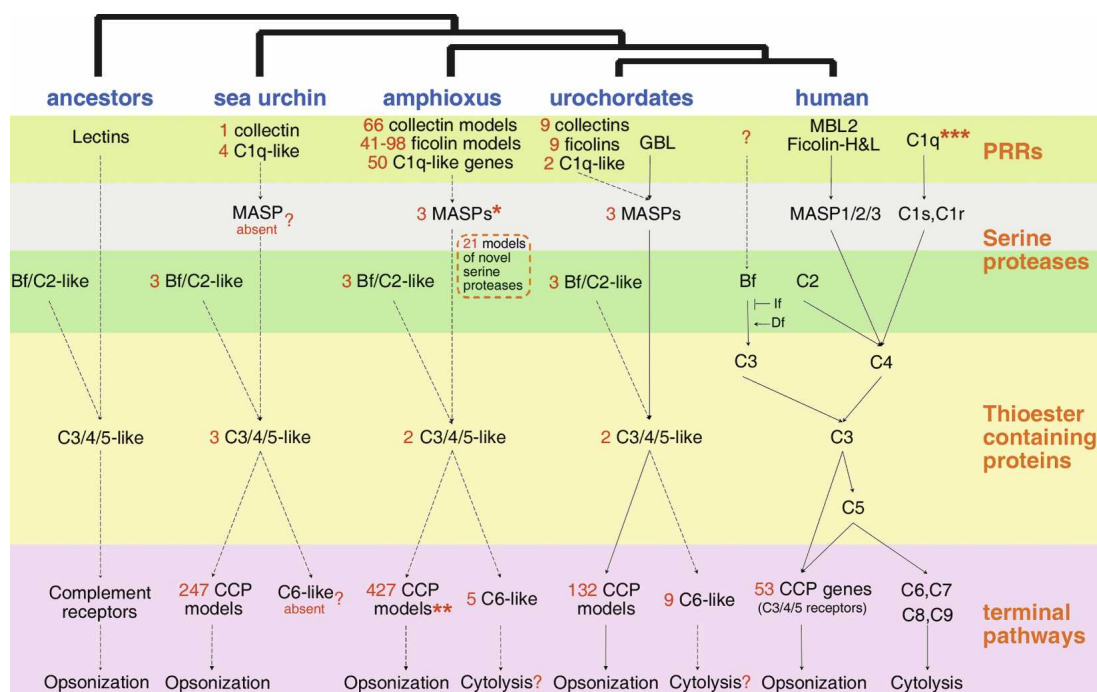 ancestors
sea urchin
amphioxus
urochordates
human
Lectins
1 collectin
4 C1q-like
66 collectin models
41-98 ficolin models
50 C1q-like genes
9 collectins
9 ficolins
2 C1q-like
GBL
?
MBL2
Ficolin-H&L
C1q***
PRRs
MASP?
absent
3 MASPs*
3 MASPs
MASP1/2/3
C1s,C1r
Serine
proteases
21 models
of novel
serine
proteases
Bf/C2-like
3 Bf/C2-like
3 Bf/C2-like
3 Bf/C2-like
Bf
C2
If
Df
C3
C4
C3/4/5-like
3 C3/4/5-like
2 C3/4/5-like
2 C3/4/5-like
C3
Thioester
containing
proteins
C5
Complement
receptors
247 CCP
models
C6-like?
absent
427 CCP
models**
5 C6-like
132 CCP
models
9 C6-like
53 CCP genes
(C3/4/5 receptors)
C6,C7
C8,C9
terminal
pathways
Opsonization
Opsonization
Opsonization
Cytolysis?
Opsonization
Cytolysis?
Opsonization
Cytolysis